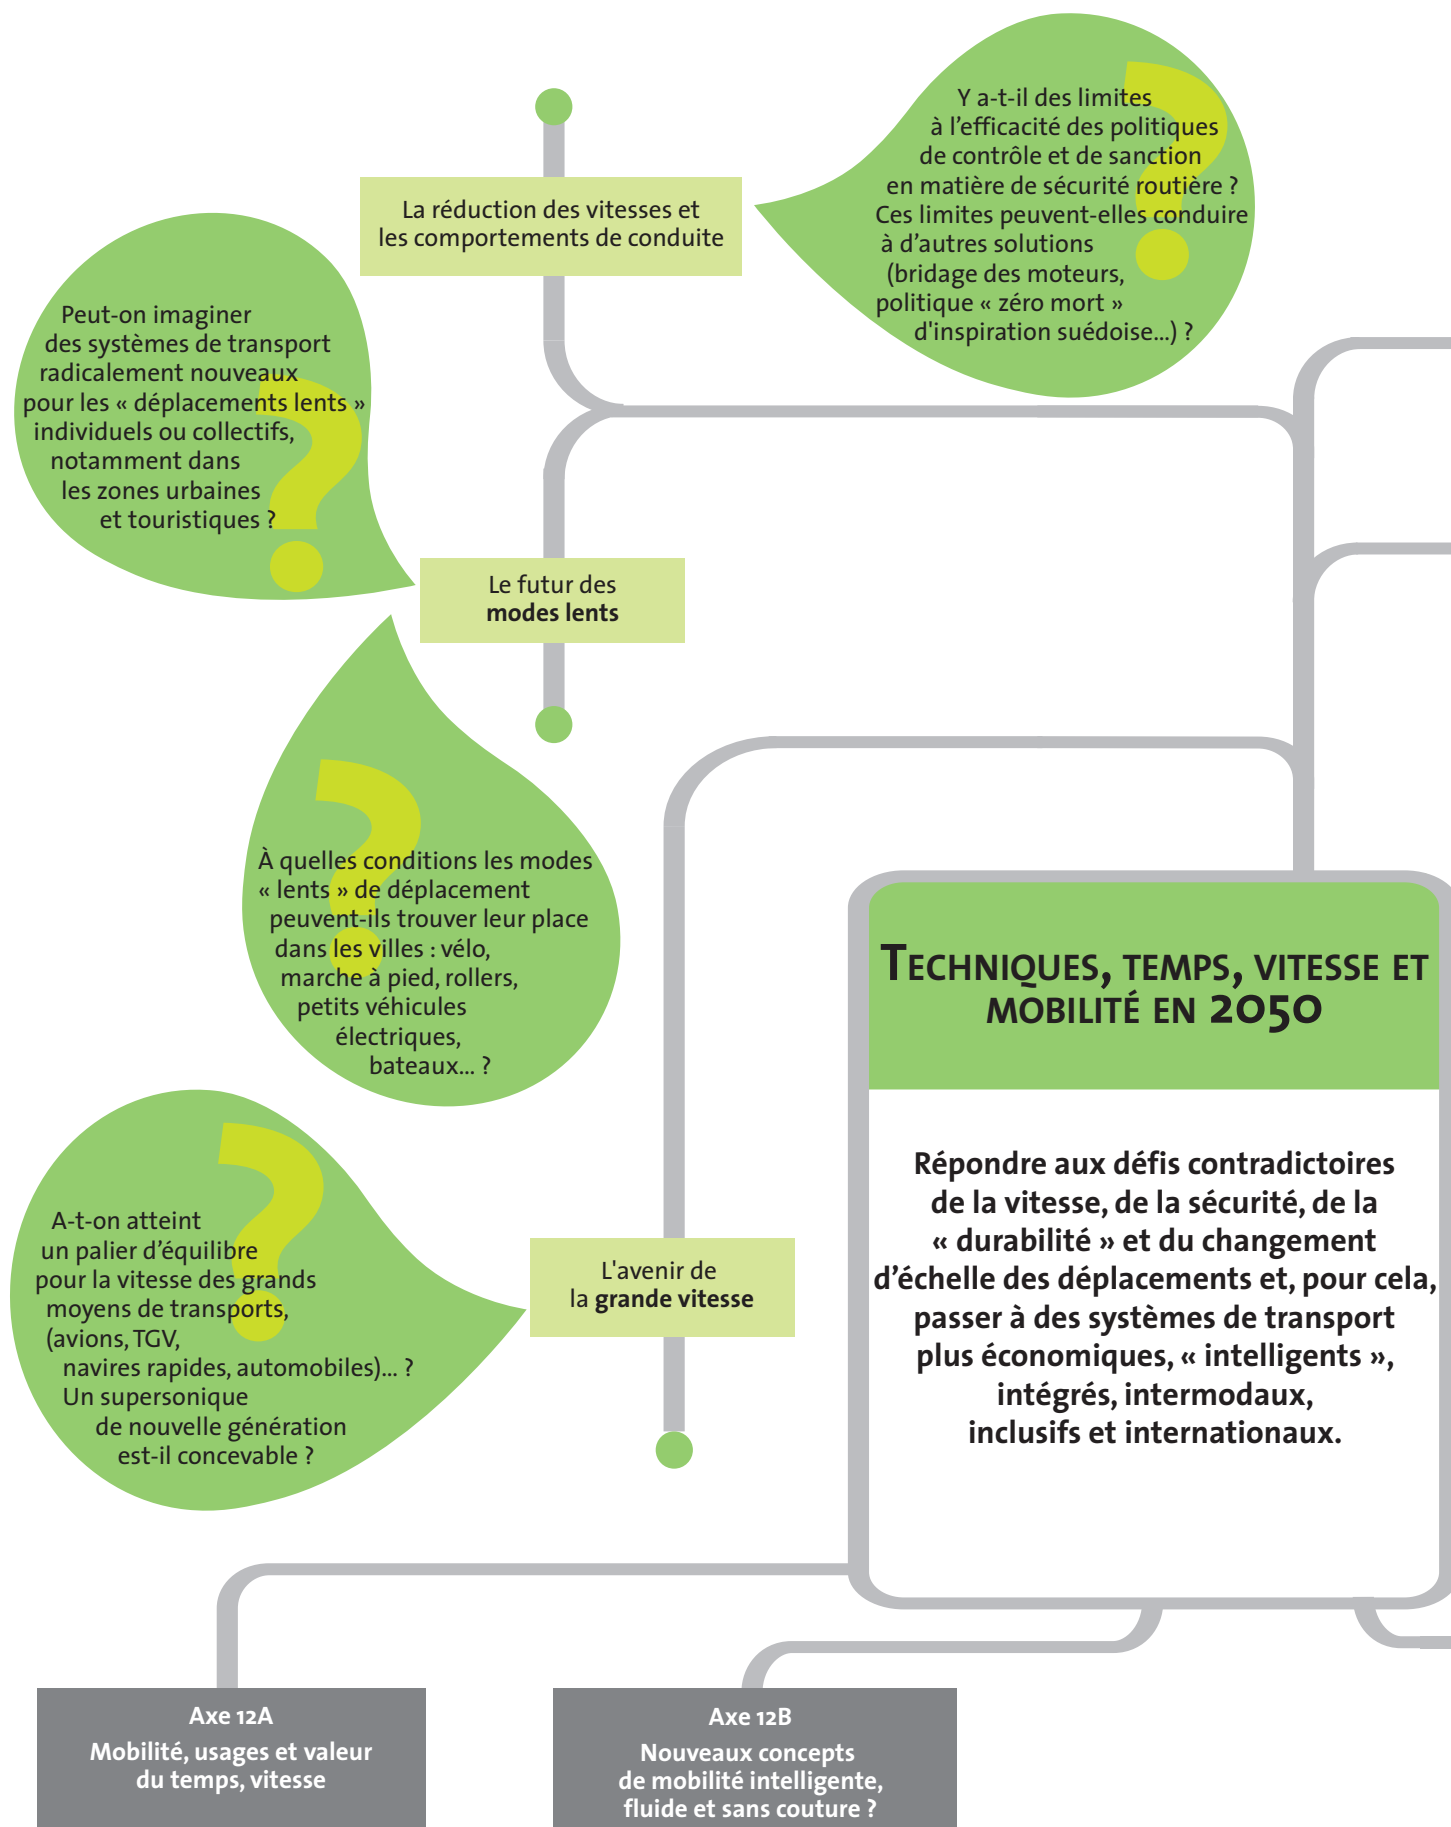 Y a-t-il des limites
à l’efficacité des politiques
de contrôle et de sanction
en matière de sécurité routière ?
Ces limites peuvent-elles conduire
à d’autres solutions
(bridage des moteurs,
politique « zéro mort »
d'inspiration suédoise...) ?
La réduction des vitesses et
les comportements de conduite
Peut-on imaginer
des systèmes de transport
radicalement nouveaux
pour les « déplacements lents »
individuels ou collectifs,
notamment dans
les zones urbaines
et touristiques ?
Le futur des
modes lents
À quelles conditions les modes
« lents » de déplacement
peuvent-ils trouver leur place
dans les villes : vélo,
marche à pied, rollers,
petits véhicules
électriques,
bateaux... ?
TECHNIQUES, TEMPS, VITESSE ET
MOBILITÉ EN 2050
Répondre aux défis contradictoires
de la vitesse, de la sécurité, de la
« durabilité » et du changement
d’échelle des déplacements et, pour cela,
passer à des systèmes de transport
plus économiques, « intelligents »,
intégrés, intermodaux,
inclusifs et internationaux.
A-t-on atteint
un palier d’équilibre
pour la vitesse des grands
moyens de transports,
(avions, TGV,
navires rapides, automobiles)... ?
Un supersonique
de nouvelle génération
est-il concevable ?
L'avenir de
la grande vitesse
Axe 12A
Mobilité, usages et valeur
du temps, vitesse
Axe 12B
Nouveaux concepts
de mobilité intelligente,
fluide et sans couture ?